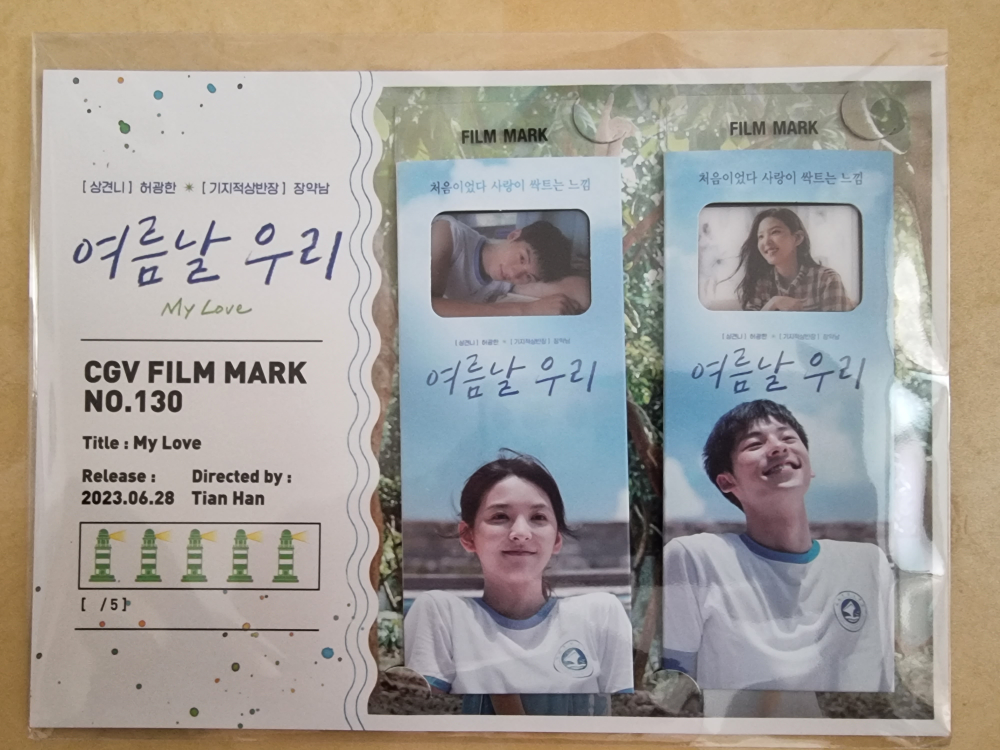 [상견니] 허광한 ✴ [기지적상반장] 장약남
여름날 우리
My Love
CGV FILM MARK
NO.130
Title : My Love
Release :
2023.06.28
Directed by :
Tian Han
[ /5]
FILM MARK
처음이었다 사랑이 싹트는 느낌
[상견니] 허광한 ✴ [기지적상반장] 장약남
여름날 우리
FILM MARK
처음이었다 사랑이 싹트는 느낌
[상견니] 허광한 ✴ [기지적상반장] 장약남
여름날 우리